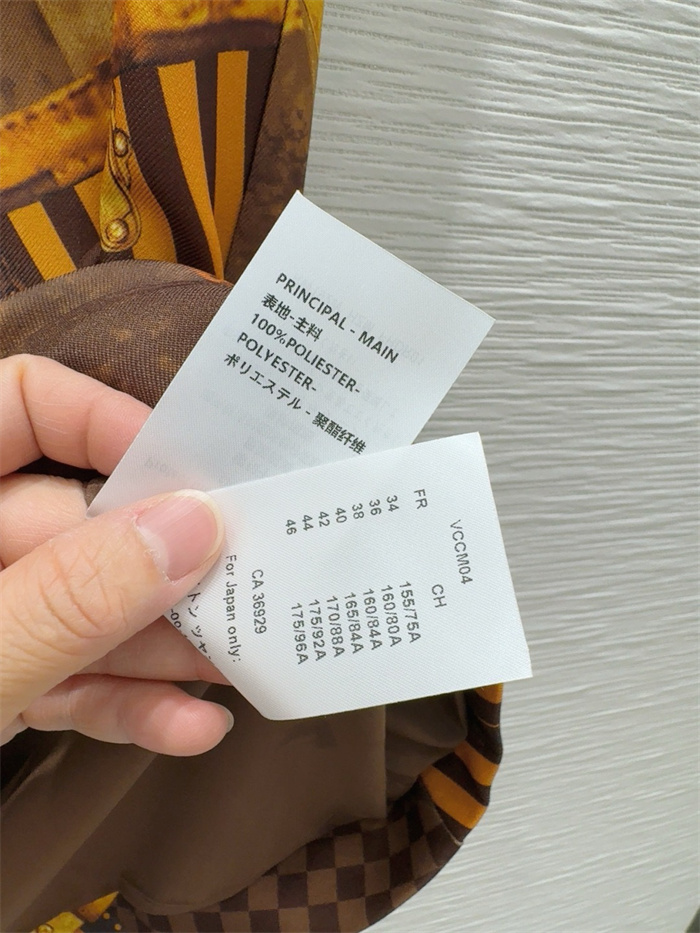 PRINCIPAL - MAIN
表地-主料
100%POLIESTER-
POLYESTER-
ポリエステル - 聚酯纤维
VCCM04
FR CH
34 155/75A
36 160/80A
38 160/84A
40 165/84A
42 170/88A
44 175/92A
46 175/96A
CA 36929
For Japan only: